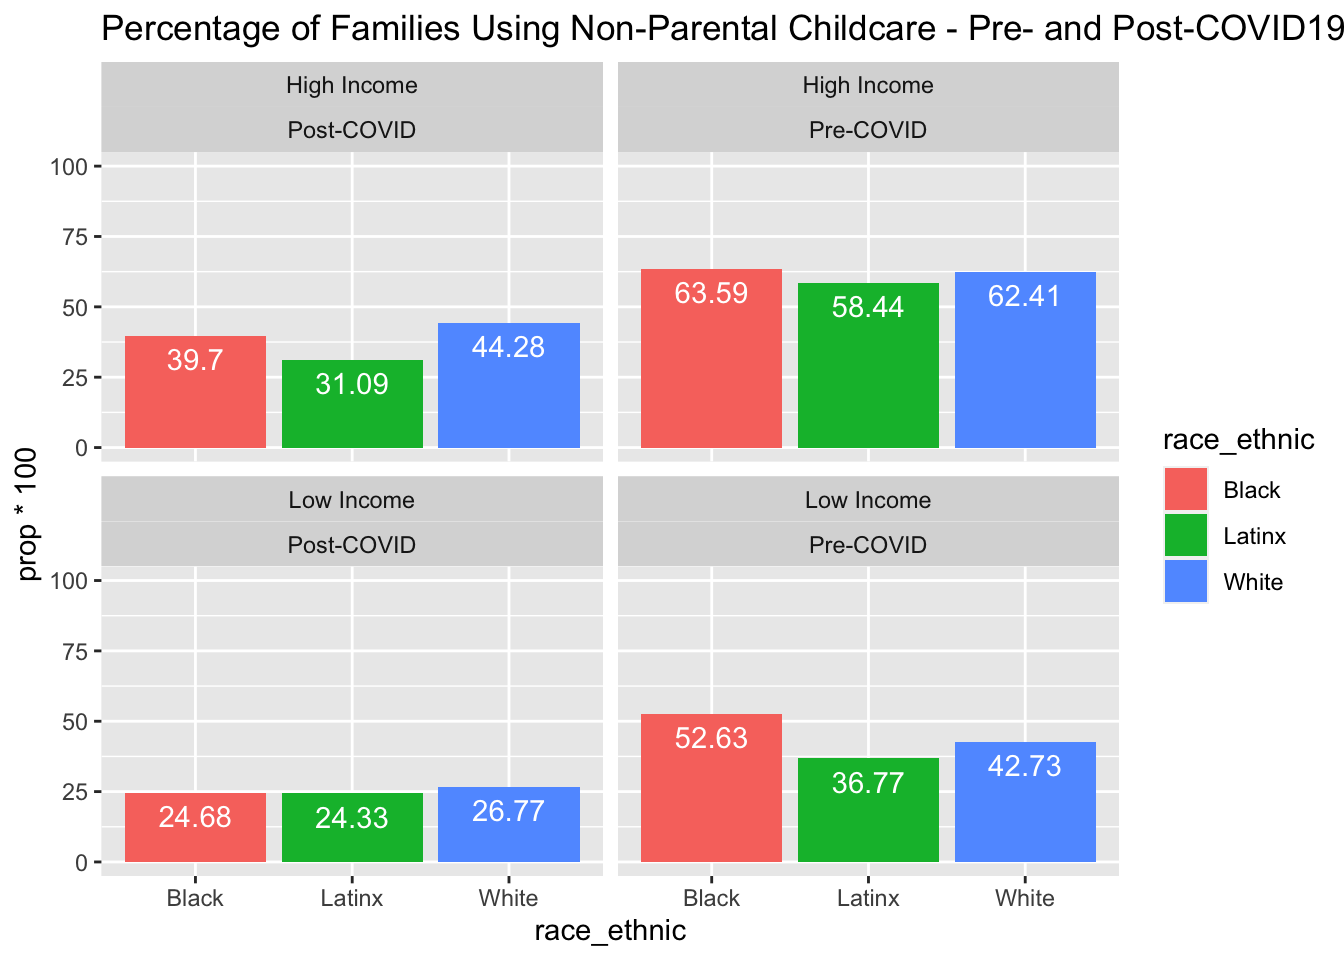 Percentage of Families Using Non-Parental Childcare - Pre- and Post-COVID19
High Income
Post-COVID
High Income
Pre-COVID
100
75
50
25
0
39.7
31.09
44.28
63.59
58.44
62.41
Low Income
Post-COVID
Low Income
Pre-COVID
100
75
50
25
0
24.68
24.33
26.77
52.63
36.77
42.73
Black
Latinx
White
Black
Latinx
White
race_ethnic
prop * 100
race_ethnic
Black
Latinx
White